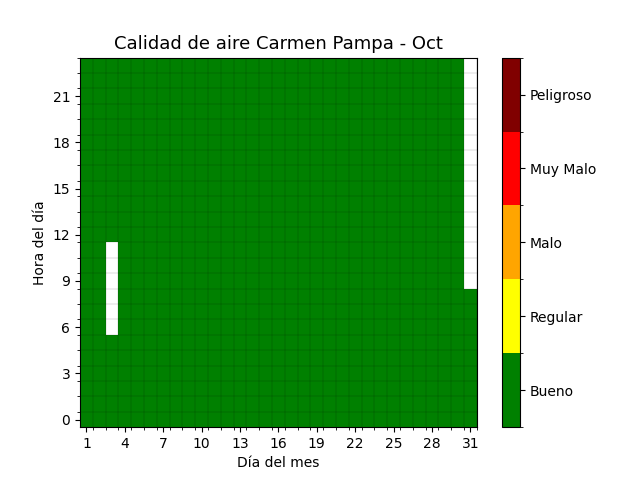 Calidad de aire Carmen Pampa - Oct
Hora del día
21
18
15
12
9
6
3
0
1 4 7 10 13 16 19 22 25 28 31
Día del mes
Peligroso
Muy Malo
Malo
Regular
Bueno